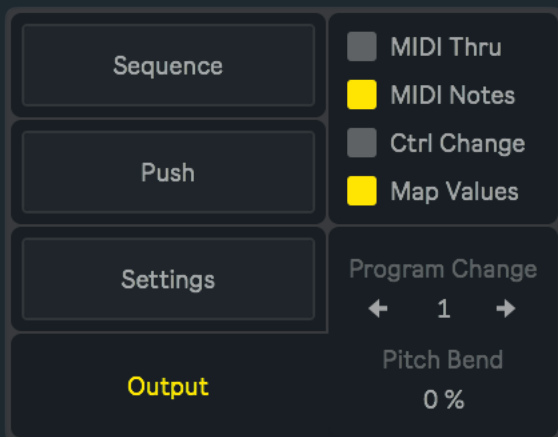 Sequence
Push
Settings
Output
MIDI Thru
MIDI Notes
Ctrl Change
Map Values
Program Change
1
Pitch Bend
0 %